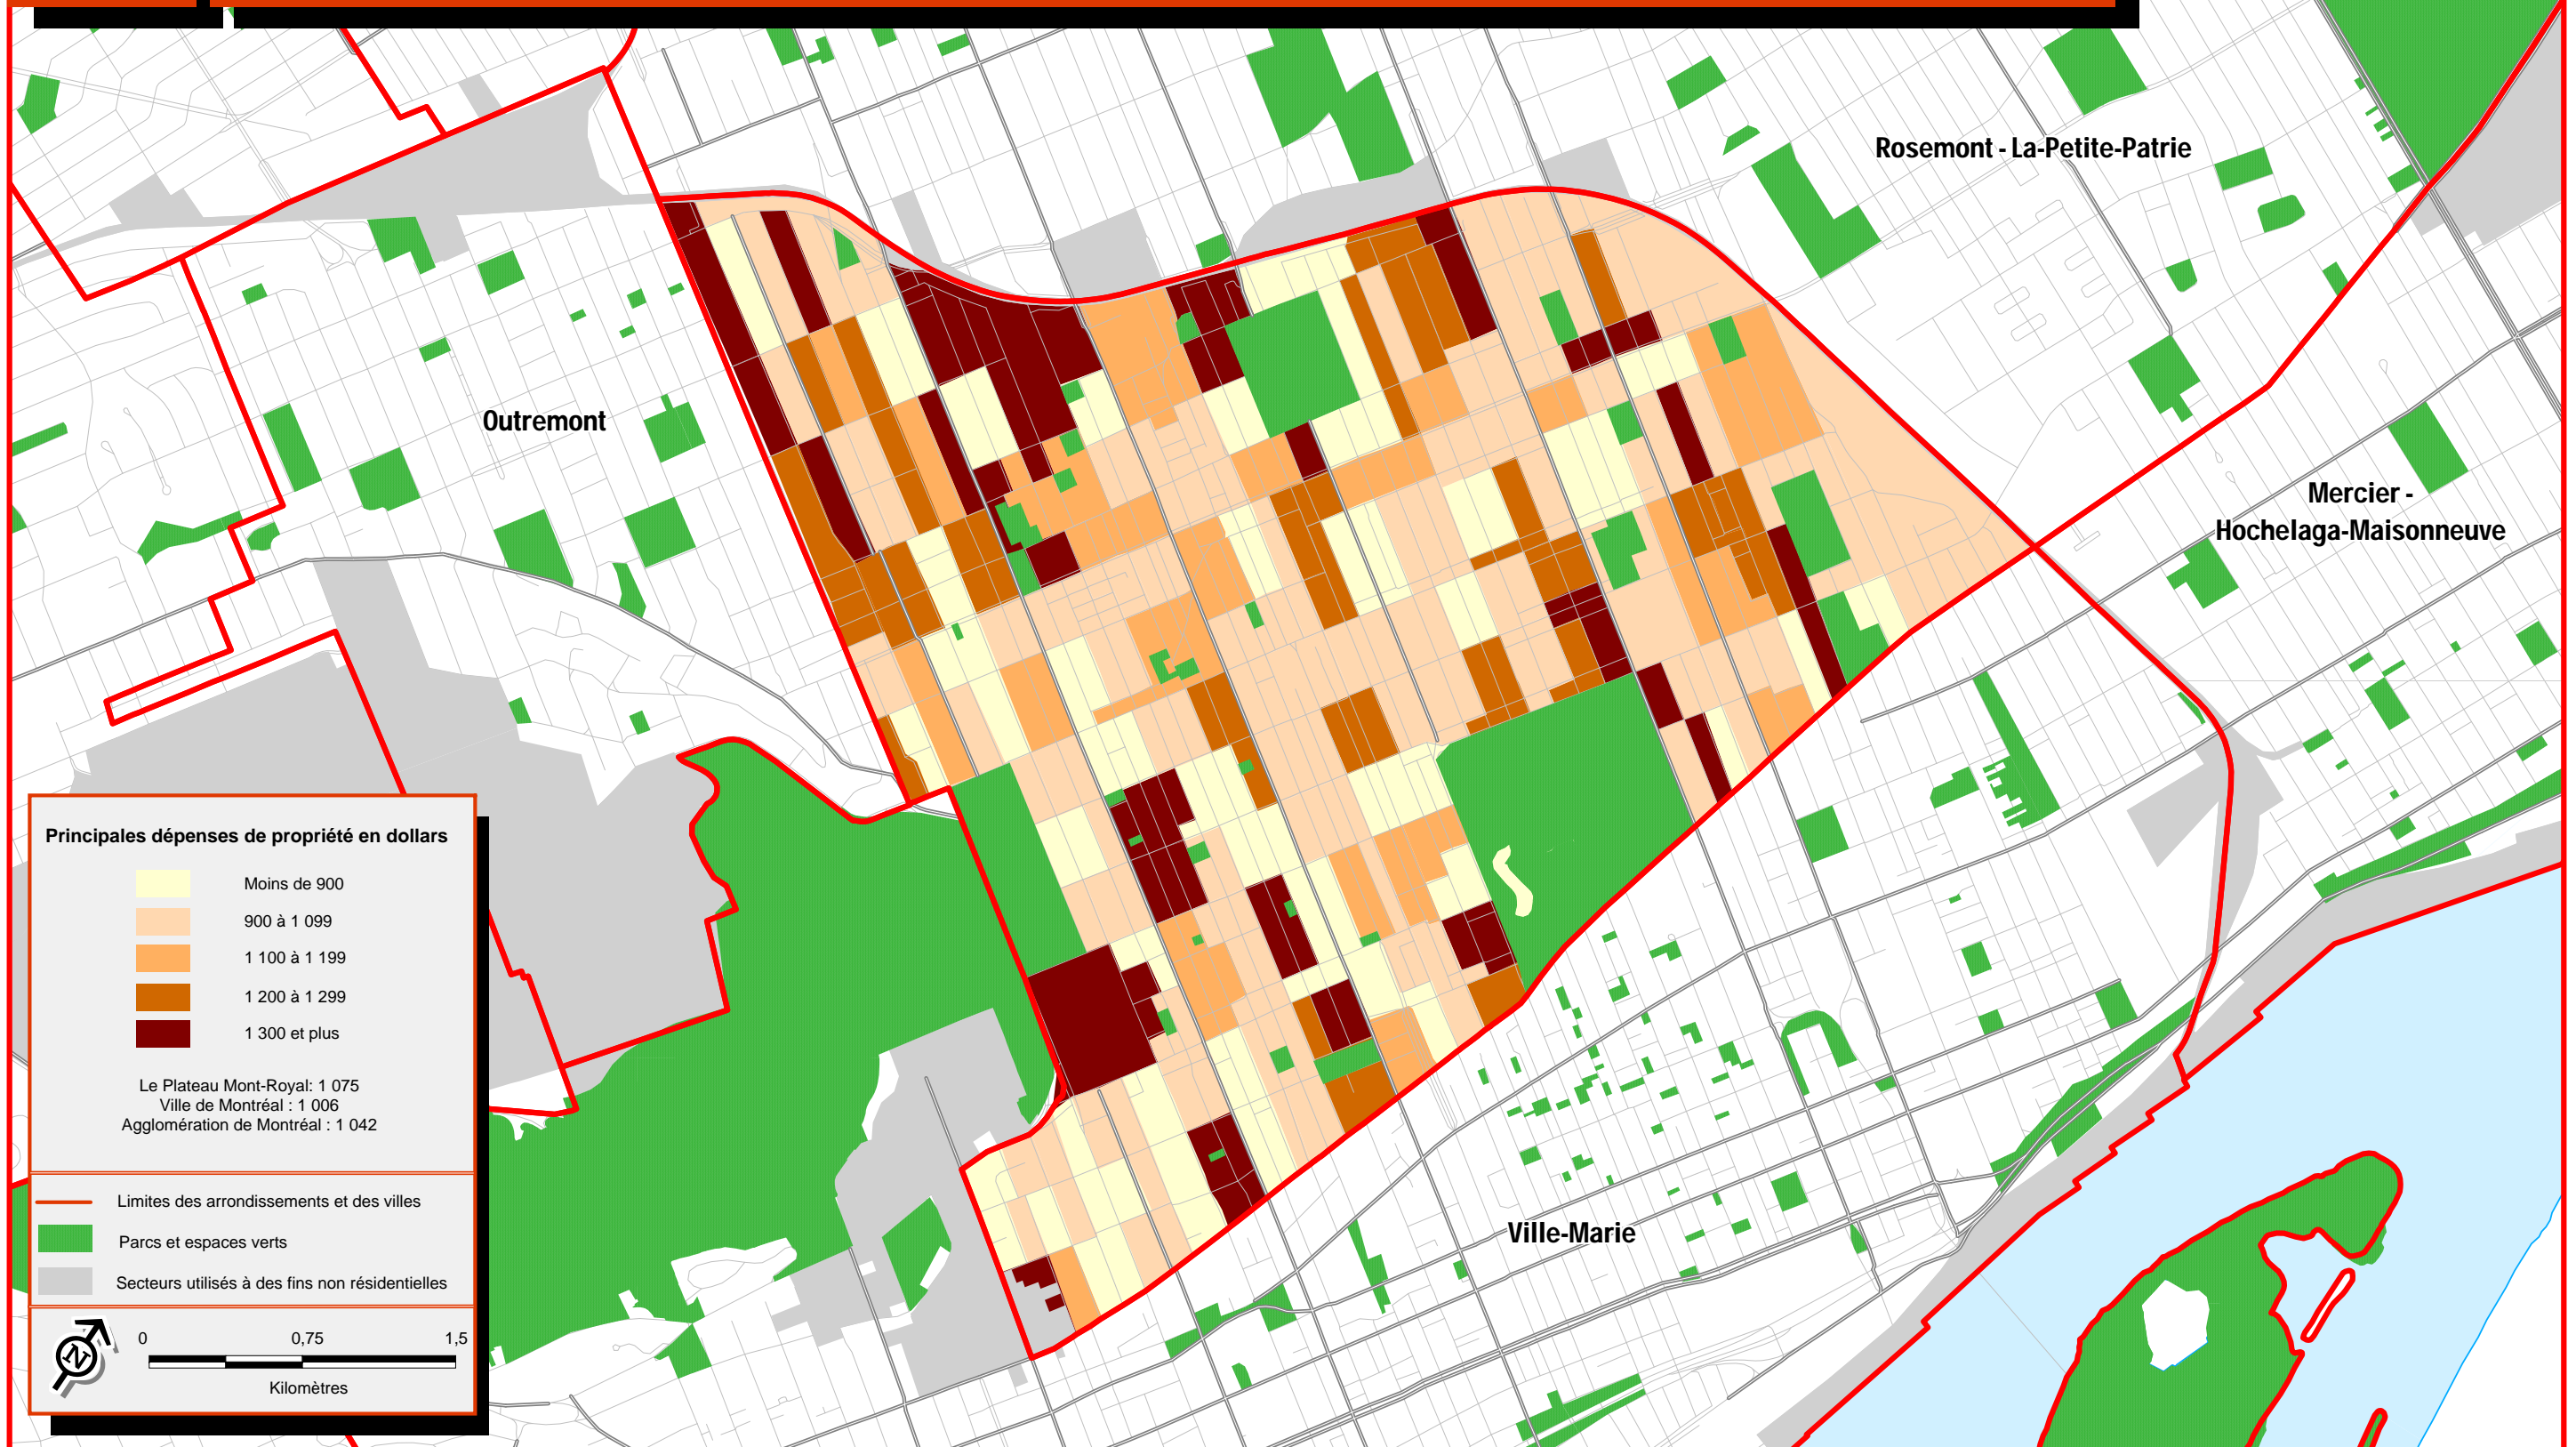 Rosemont - La-Petite-Patrie
Outremont
Mercier -
Hochelaga-Maisonneuve
Ville-Marie
Principales dépenses de propriété en dollars
Moins de 900
900 à 1 099
1 100 à 1 199
1 200 à 1 299
1 300 et plus
Le Plateau Mont-Royal: 1 075
Ville de Montréal : 1 006
Agglomération de Montréal : 1 042
Limites des arrondissements et des villes
Parcs et espaces verts
Secteurs utilisés à des fins non résidentielles
N
0 0,75 1,5
Kilomètres